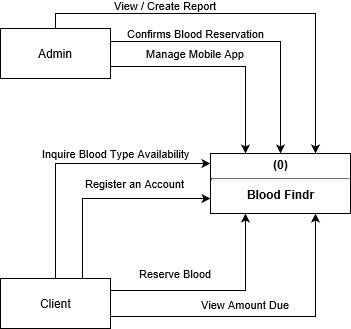 View / Create Report
Confirms Blood Reservation
Admin
Manage Mobile App
Inquire Blood Type Availability
(0)
Register an Account
Blood Findr
Reserve Blood
Client
View Amount Due